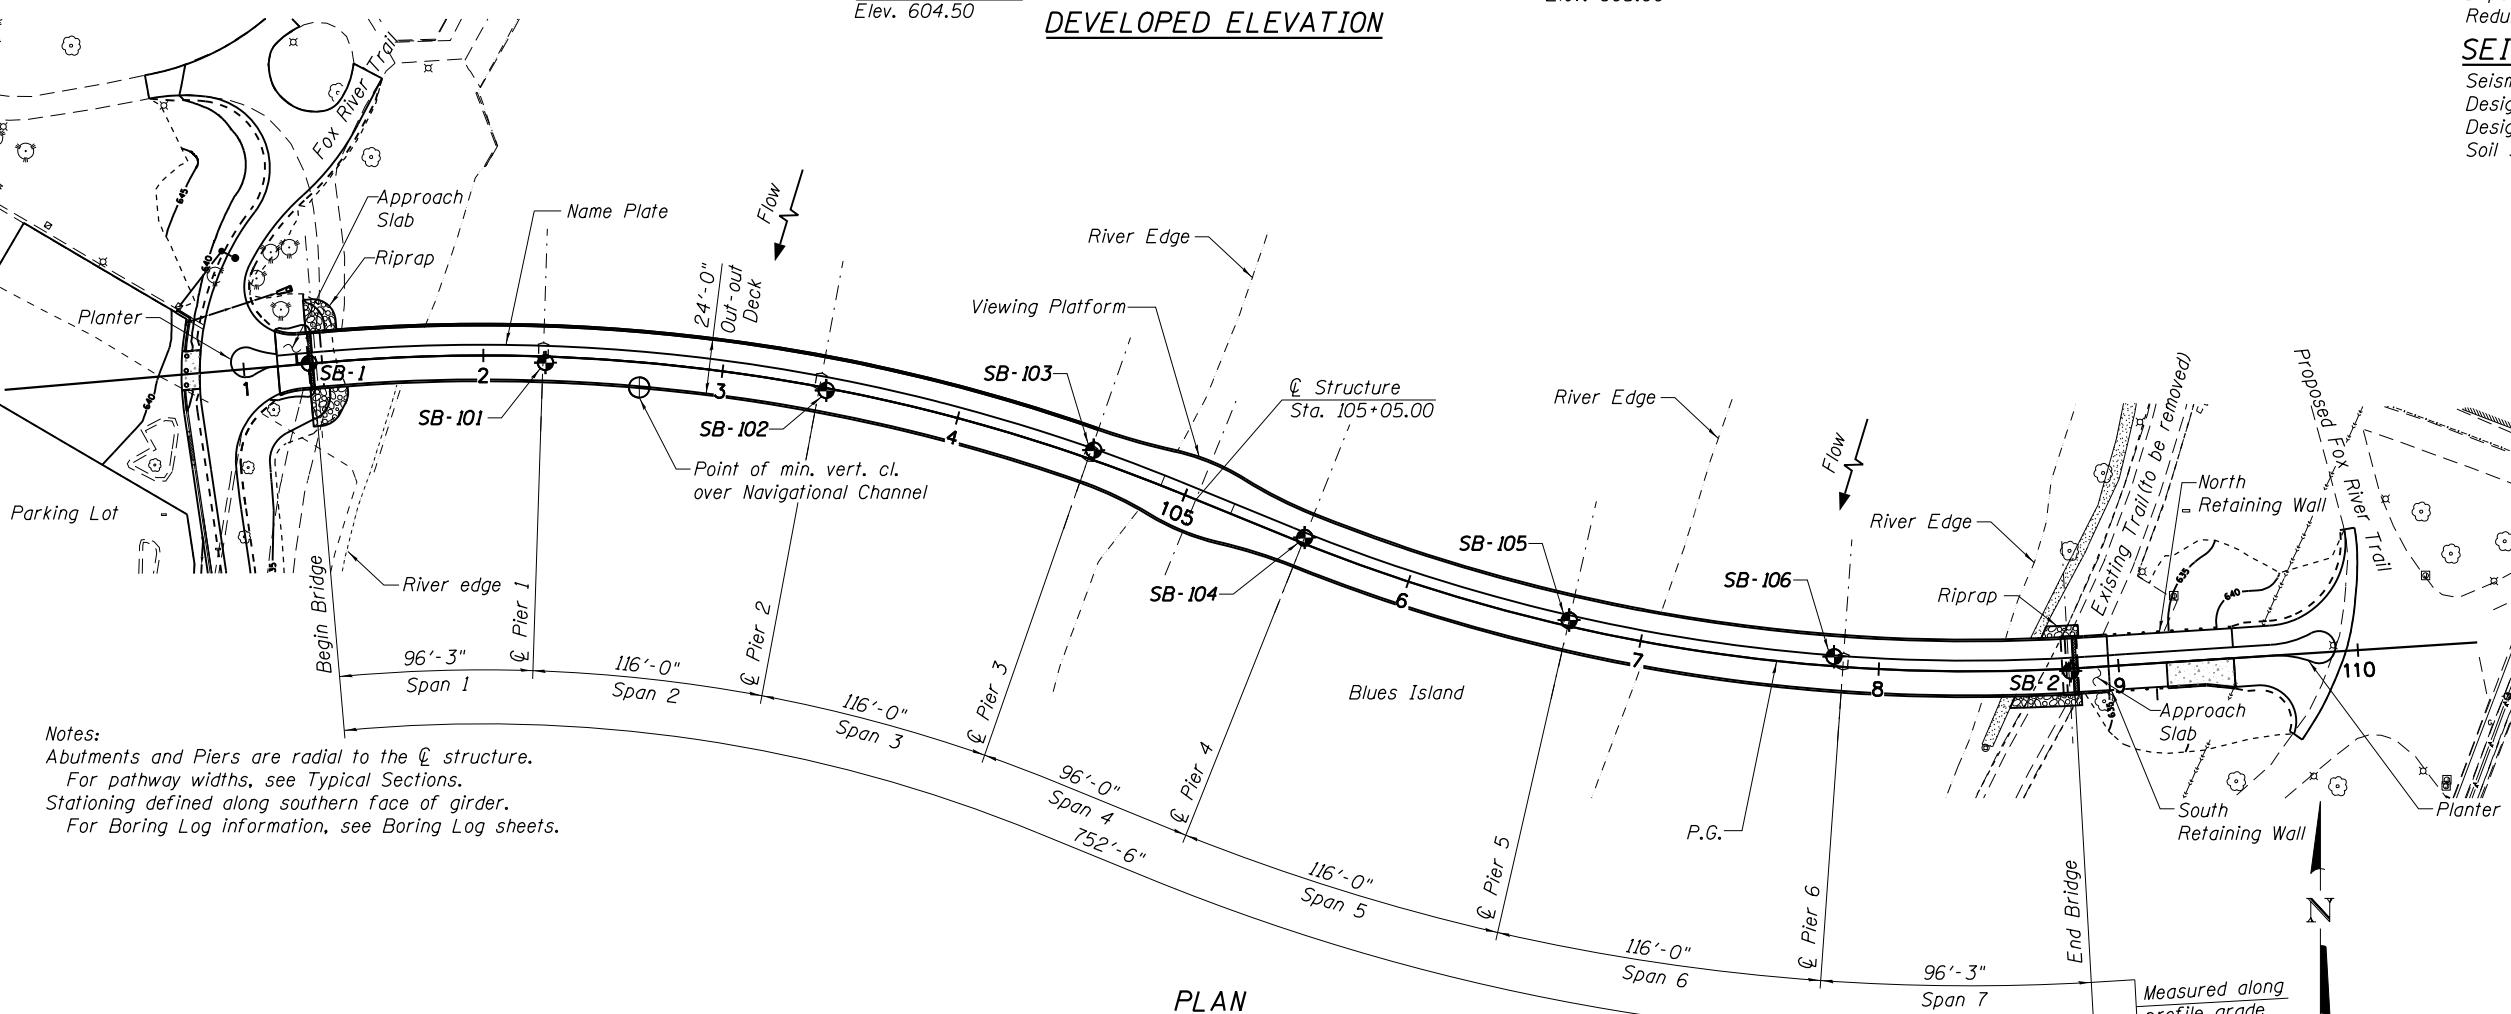 Elev. 604.50
DEVELOPED ELEVATION
Redu
SEI
Seism
Desig
Desig
Soil
Fox River Trail
645
640
Approach
Slab
Riprap
Name Plate
Flow
24'-0"
Out-out
Deck
River Edge
Viewing Platform
Planter
1
SB-1
2
SB-101
3
SB-102
4
SB-103
℄ Structure
Sta. 105+05.00
105
Point of min. vert. cl.
over Navigational Channel
640
Parking Lot
35
River edge
River Edge
Flow
SB-104
SB-105
6
SB-106
7
8
River Edge
Riprap
Existing Trail (to be removed)
Proposed Fox River Trail
North
Retaining Wall
635
640
SB-2
9
110
635
Approach
Slab
South
Retaining Wall
Planter
P.G.
Blues Island
Begin Bridge
℄ Pier 1
℄ Pier 2
℄ Pier 3
℄ Pier 4
℄ Pier 5
℄ Pier 6
End Bridge
96'-3"
Span 1
116'-0"
Span 2
116'-0"
Span 3
96'-0"
Span 4
116'-0"
Span 5
116'-0"
Span 6
96'-3"
Span 7
752'-6"
Measured along
profile grade
Notes:
Abutments and Piers are radial to the ℄ structure.
For pathway widths, see Typical Sections.
Stationing defined along southern face of girder.
For Boring Log information, see Boring Log sheets.
N
PLAN